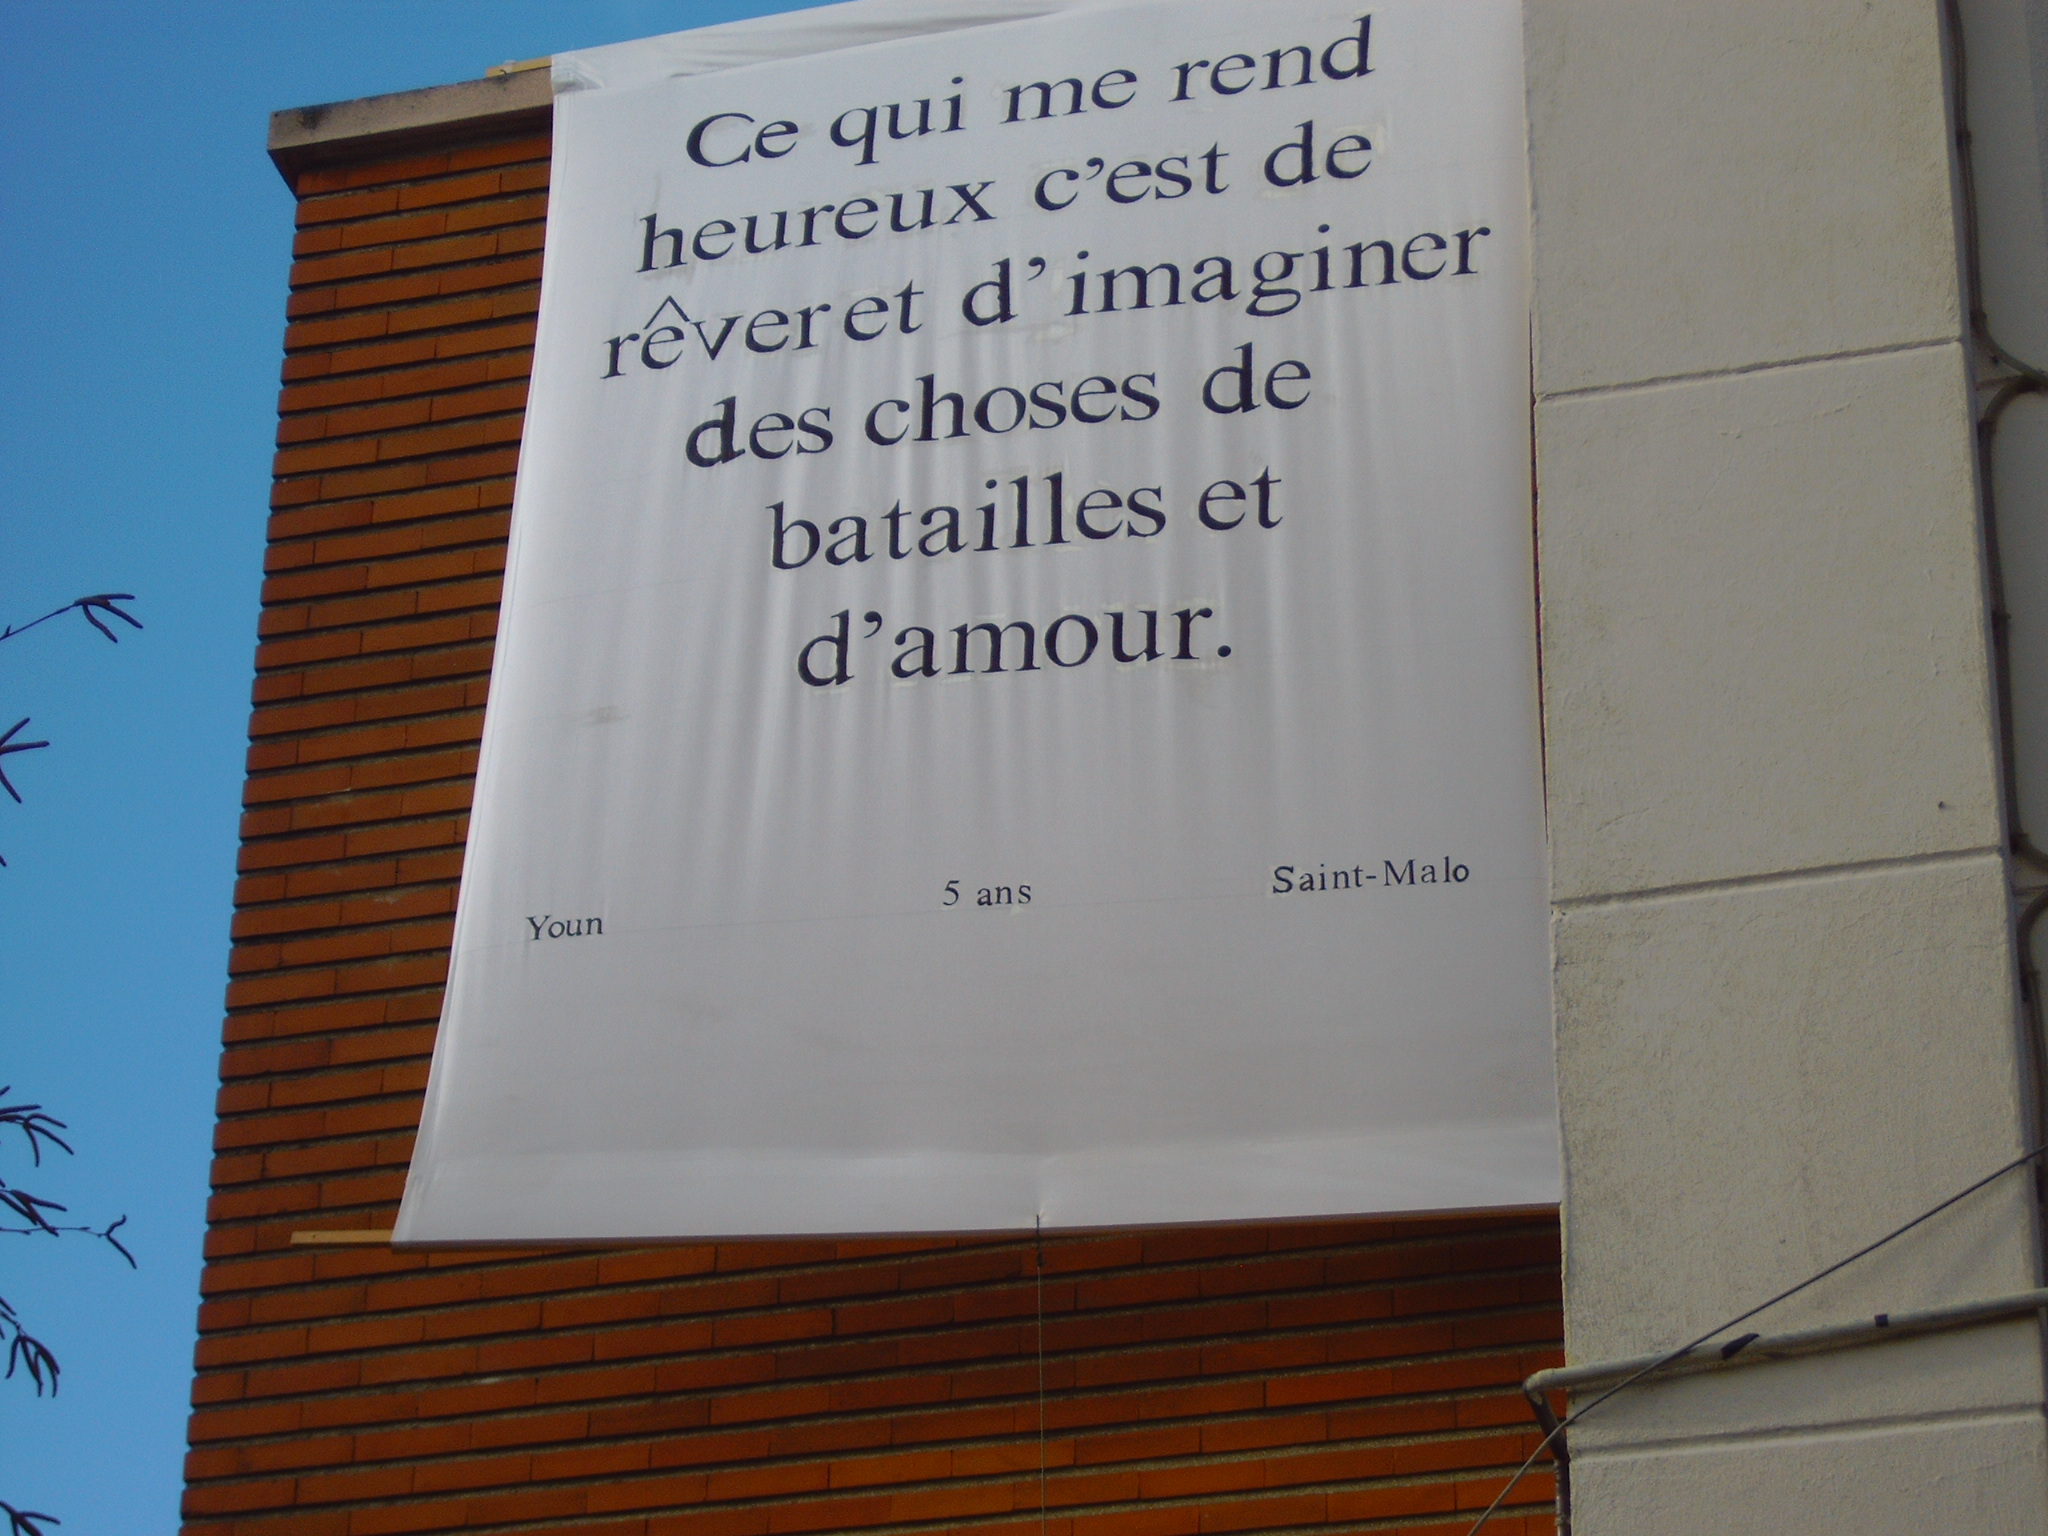 Ce qui me rend
heureux c’est de
rêver et d’imaginer
des choses de
batailles et
d’amour.
Youn 5 ans Saint-Malo